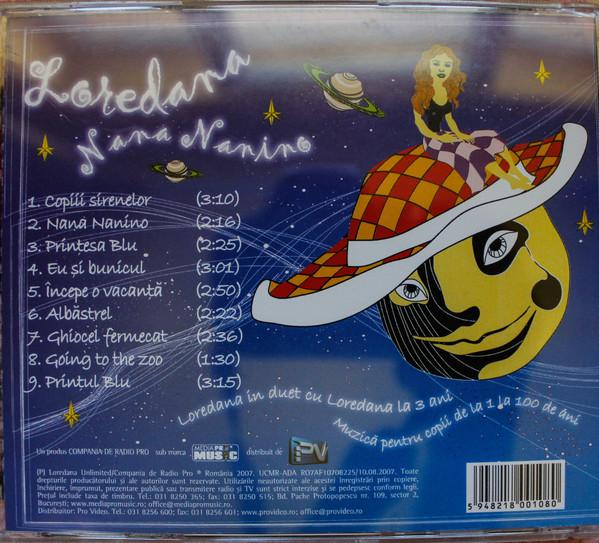 Loredana
Nana Nanino
1. Copiii sirenelor (3:10)
2. Nană Nanino (2:16)
3. Printesa Blu (2:25)
4. Eu și bunicul (3:01)
5. Începe o vacanță (2:50)
6. Albăstrel (2:22)
7. Ghiocel fermecat (2:36)
8. Going to the zoo (1:30)
9. Prințul Blu (3:15)
Loredana în duet cu Loredana la 3 ani
Muzică pentru copii de la 1 la 100 de ani
Un produs COMPANIA DE RADIO PRO sub marca MEDIA PRO MUSIC distribuit de PV
(P) Loredana Unlimited/Compania de Radio Pro ® România 2007. UCMR-ADA RO7AF10708225/10.08.2007. Toate
drepturile producătorului și ale autorilor sunt rezervate. Utilizările neautorizate ale acestei înregistrări prin copiere,
închiriere, împrumut, prezentare publică sau transmitere radio și TV sunt strict interzise și se pedepsesc conform legii.
Prețul include taxa de timbru. Tel.: 031 8250 365; fax: 031 8250 515; Bd. Pache Protopopescu nr. 109, sector 2,
București; www.mediapromusic.ro; office@mediapromusic.ro.
Distribuitor: Pro Video. Tel.: 031 8256 600; fax: 031 8256 601; www.provideo.ro; office@provideo.ro
5 948218 001080